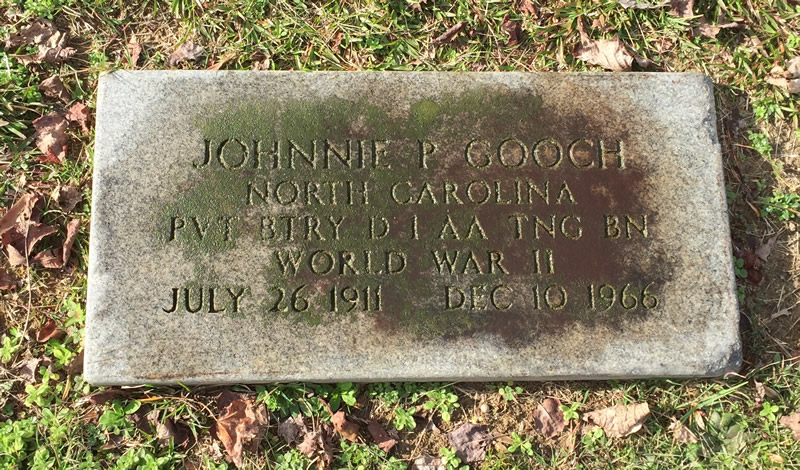 JOHNNIE P GOOCH
NORTH CAROLINA
PVT BTRY D 1 AA TNG BN
WORLD WAR II
JULY 26 1911 DEC 10 1966